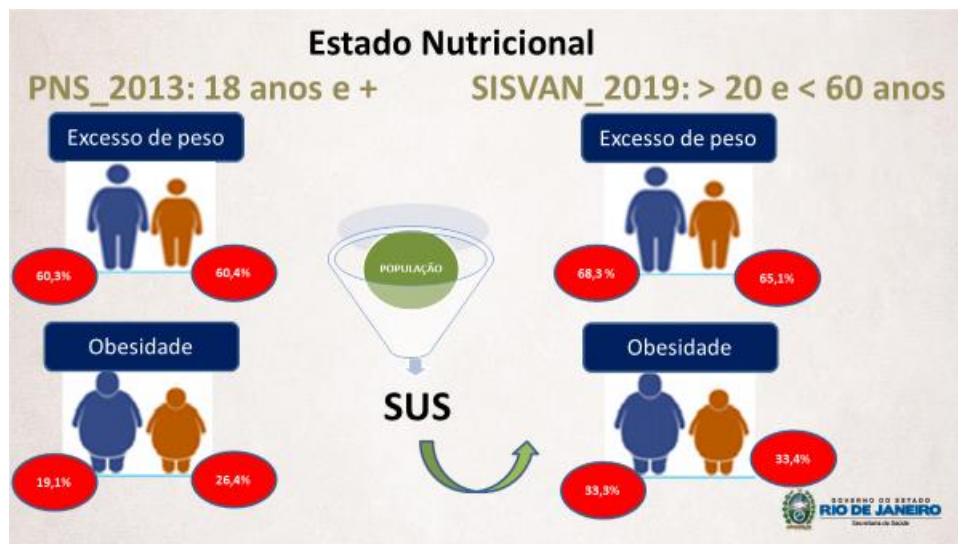 Estado Nutricional
PNS_2013: 18 anos e +
SISVAN_2019: > 20 e < 60 anos
Excesso de peso
Excesso de peso
60,3%
60,4%
POPULAÇÃO
68,3 %
65,1%
Obesidade
Obesidade
SUS
19,1%
26,4%
33,3%
33,4%
GOVERNO DO ESTADO
RIO DE JANEIRO
Secretaria de Saúde